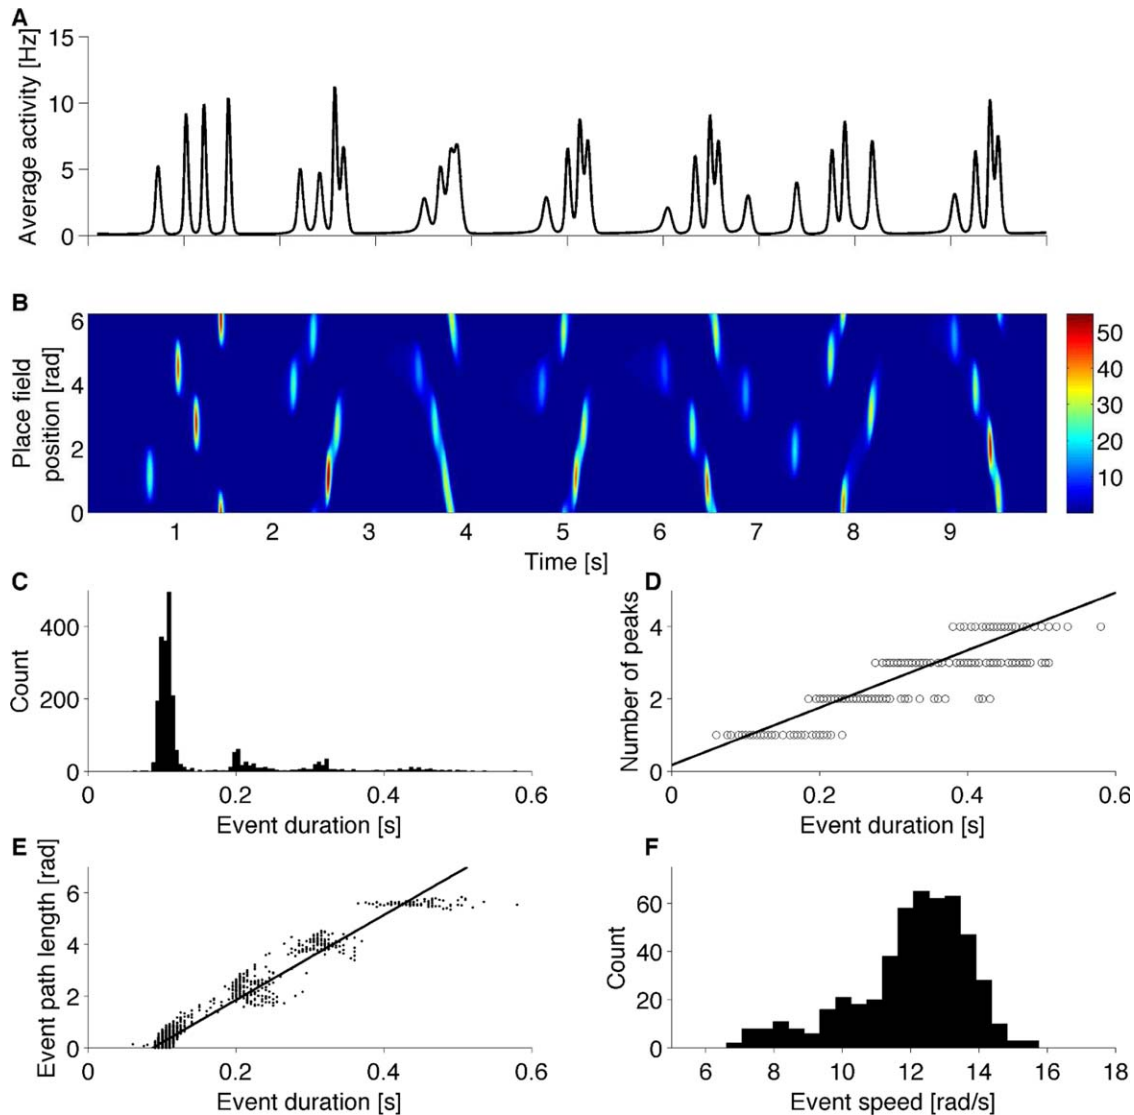 A
Average activity [Hz]
15
10
5
0
B
Place field
position [rad]
6
4
2
0
50
40
30
20
10
1 2 3 4 5 6 7 8 9
Time [s]
C
Count
400
200
0
0 0.2 0.4 0.6
Event duration [s]
D
Number of peaks
4
2
0
0 0.2 0.4 0.6
Event duration [s]
E
Event path length [rad]
6
4
2
0
0 0.2 0.4 0.6
Event duration [s]
F
Count
60
40
20
0
6 8 10 12 14 16 18
Event speed [rad/s]